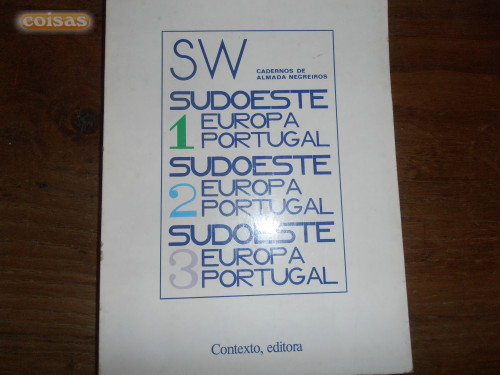 coisas
SW
CADERNOS DE
ALMADA NEGREIROS
SUDOESTE
1 EUROPA
PORTUGAL
SUDOESTE
2 EUROPA
PORTUGAL
SUDOESTE
3 EUROPA
PORTUGAL
Contexto, editora